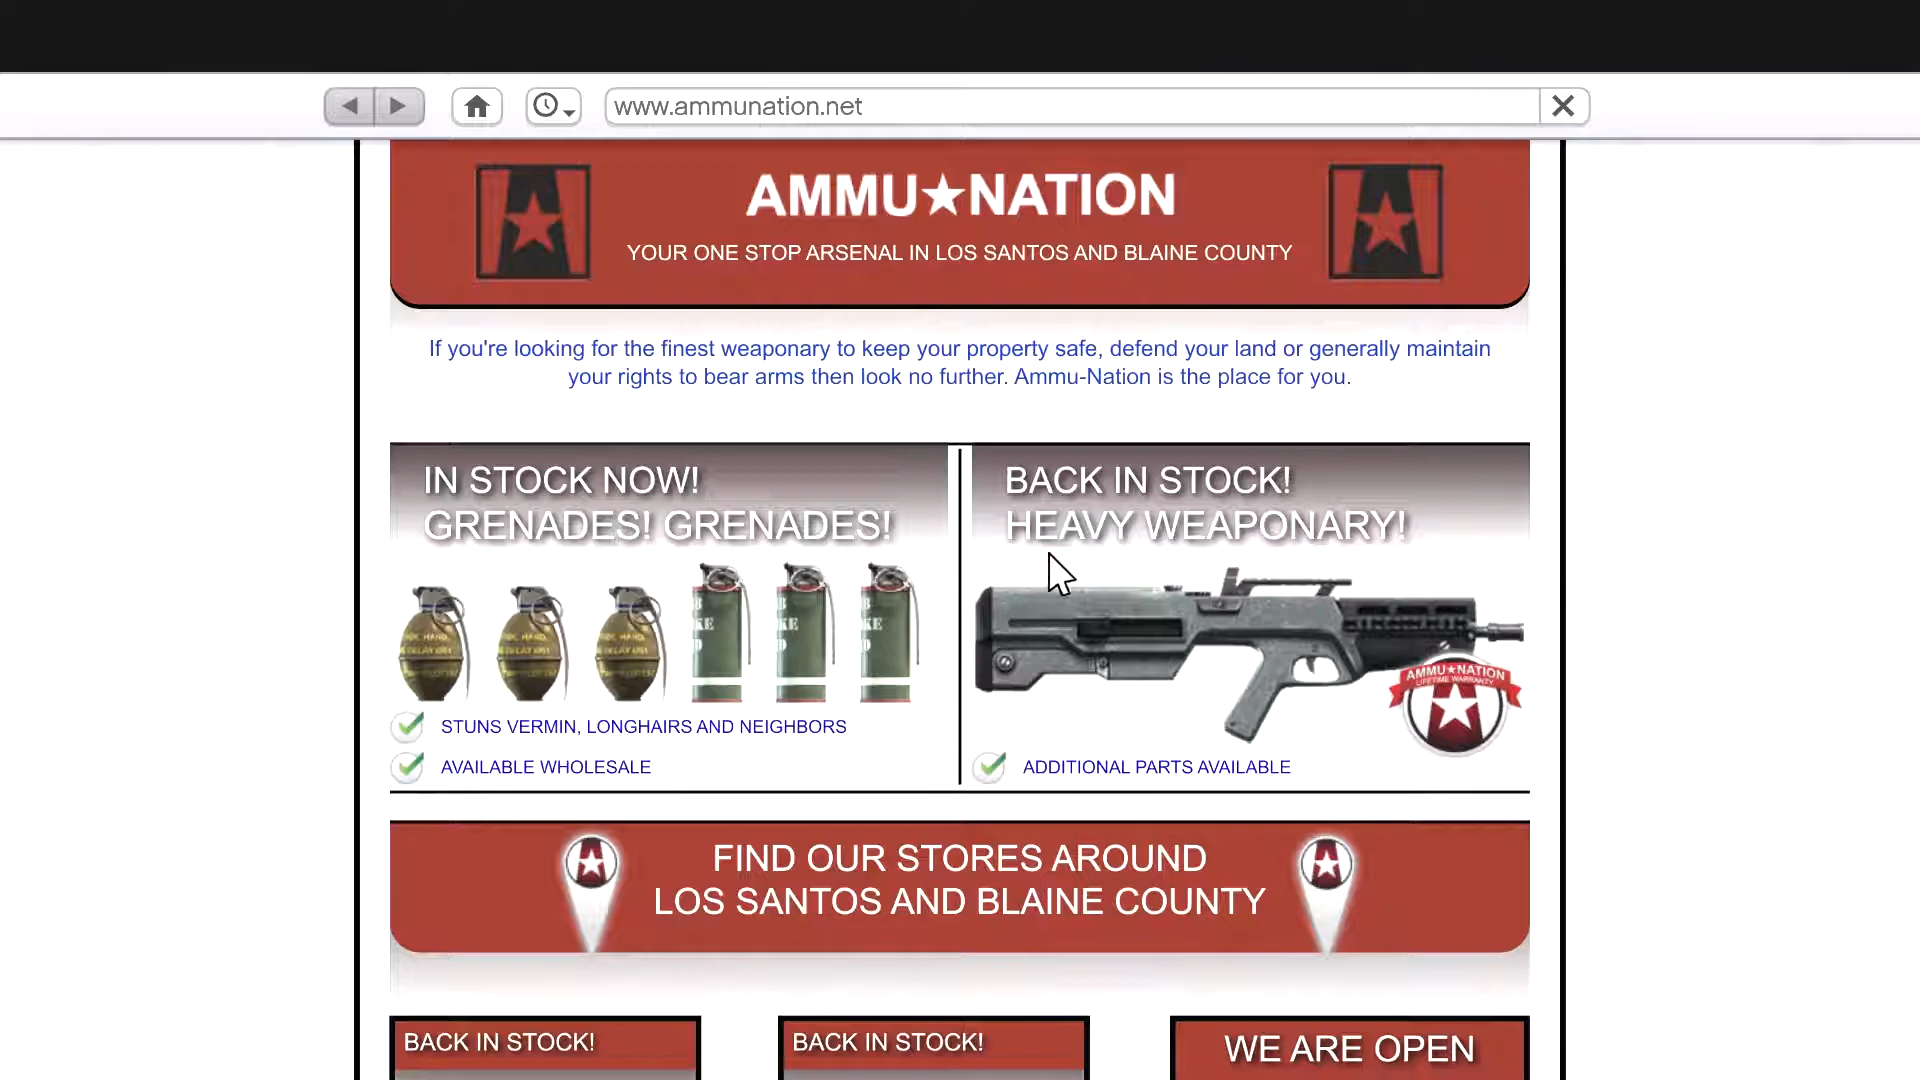 www.ammunation.net
AMMU★NATION
YOUR ONE STOP ARSENAL IN LOS SANTOS AND BLAINE COUNTY
If you're looking for the finest weaponary to keep your property safe, defend your land or generally maintain
your rights to bear arms then look no further. Ammu-Nation is the place for you.
IN STOCK NOW!
GRENADES! GRENADES!
STUNS VERMIN, LONGHAIRS AND NEIGHBORS
AVAILABLE WHOLESALE
BACK IN STOCK!
HEAVY WEAPONARY!
AMMU★NATION
LIFETIME WARRANTY
ADDITIONAL PARTS AVAILABLE
FIND OUR STORES AROUND
LOS SANTOS AND BLAINE COUNTY
BACK IN STOCK!
BACK IN STOCK!
WE ARE OPEN